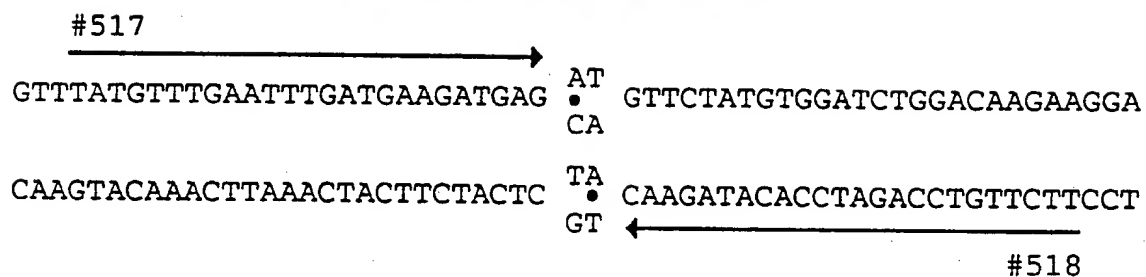 #517
AT
GTTTATGTTTGAATTTGATGAAGATGAG • GTTCTATGTGGATCTGGACAAGAAGGA
CA
TA
CAAGTACAAACTTAAACTACTTCTACTC • CAAGATACACCTAGACCTGTTCTTCCT
GT
#518